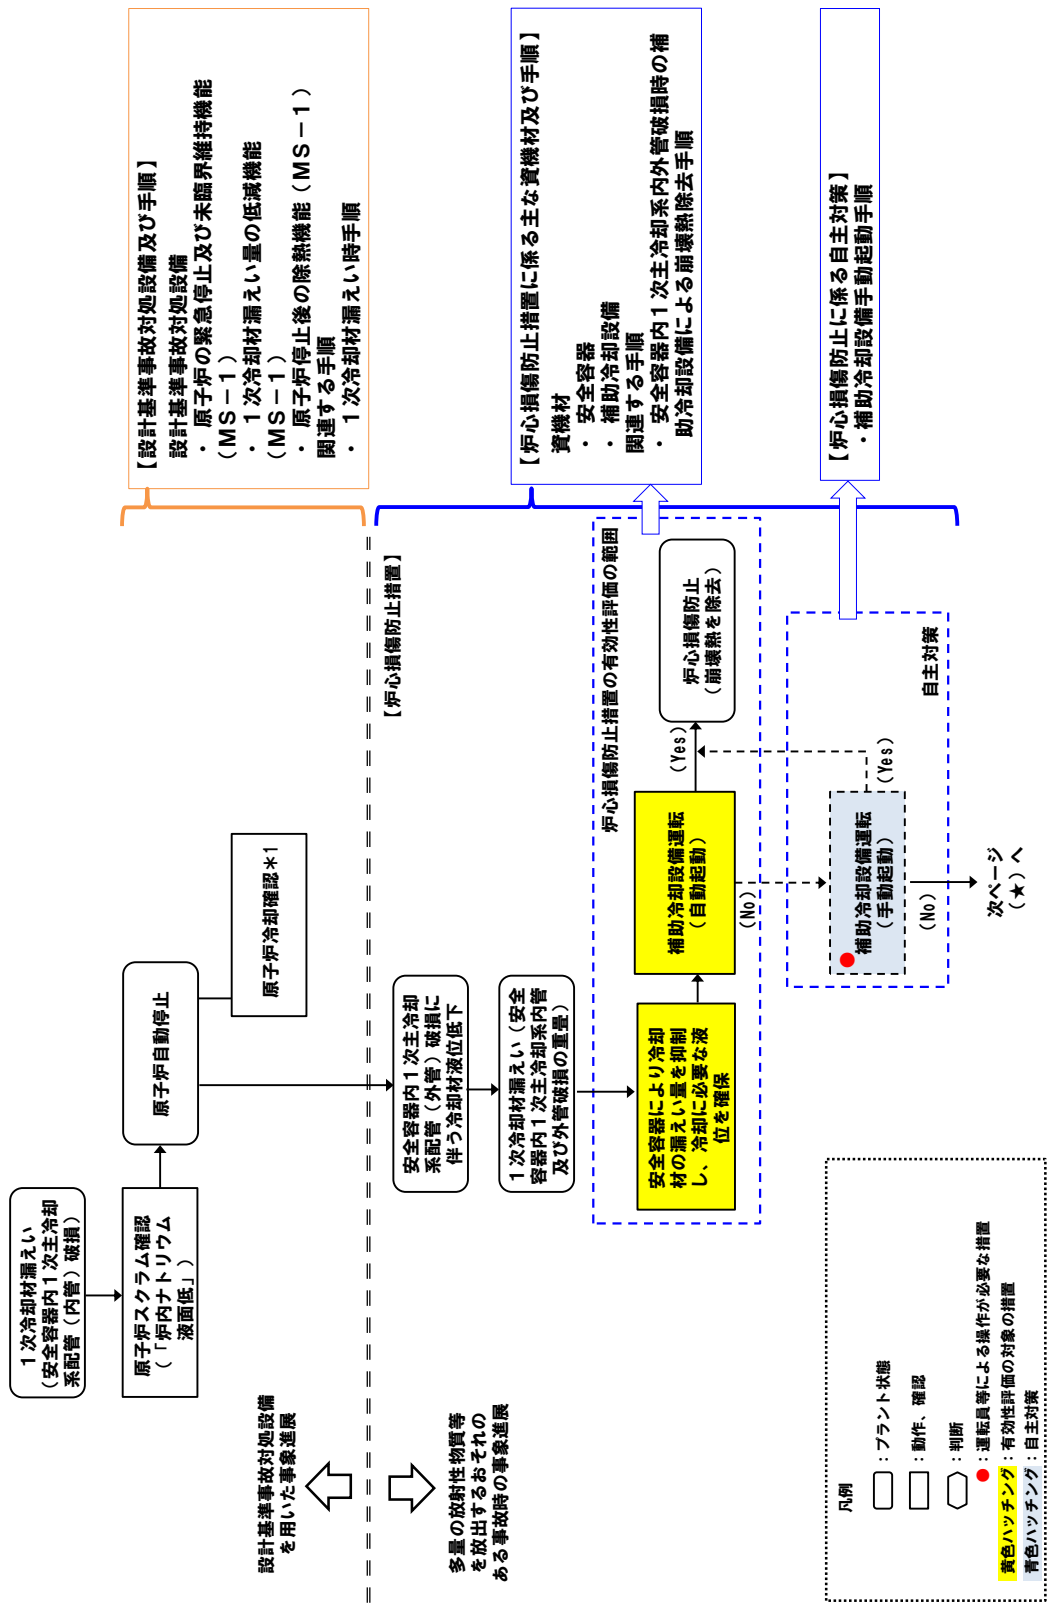 1次冷却材漏えい
(安全容器内1次主冷却
系配管(内管)破損)
原子炉スクラム確認
(「炉内ナトリウム
液面低」)
原子炉自動停止
原子炉冷却確認*1
【設計基準事故対処設備及び手順】
設計基準事故対処設備
・原子炉の緊急停止及び未臨界維持機能
(MS-1)
・1次冷却材漏えい量の低減機能
(MS-1)
・原子炉停止後の除熱機能(MS-1)
関連する手順
・1次冷却材漏えい時手順
設計基準事故対処設備
を用いた事象進展
多量の放射性物質等
を放出するおそれの
ある事故時の事象進展
【炉心損傷防止措置】
安全容器内1次主冷却
系配管(外管)破損に
伴う冷却材液位低下
1次冷却材漏えい(安全
容器内1次主冷却系内管
及び外管破損の重畳)
炉心損傷防止措置の有効性評価の範囲
安全容器により冷却
材の漏えい量を抑制
し、冷却に必要な液
位を確保
補助冷却設備運転
(自動起動)
(Yes)
(No)
炉心損傷防止
(崩壊熱を除去)
【炉心損傷防止措置に係る主な資機材及び手順】
資機材
・安全容器
・補助冷却設備
関連する手順
・安全容器内1次主冷却系内外管破損時の補
助冷却設備による崩壊熱除去手順
補助冷却設備運転
(手動起動)
(Yes)
(No)
自主対策
【炉心損傷防止に係る自主対策】
・補助冷却設備手動起動手順
次ページ
(★)へ
凡例
:プラント状態
:動作、確認
:判断
:運転員等による操作が必要な措置
黄色ハッチング:有効性評価の対象の措置
青色ハッチング:自主対策